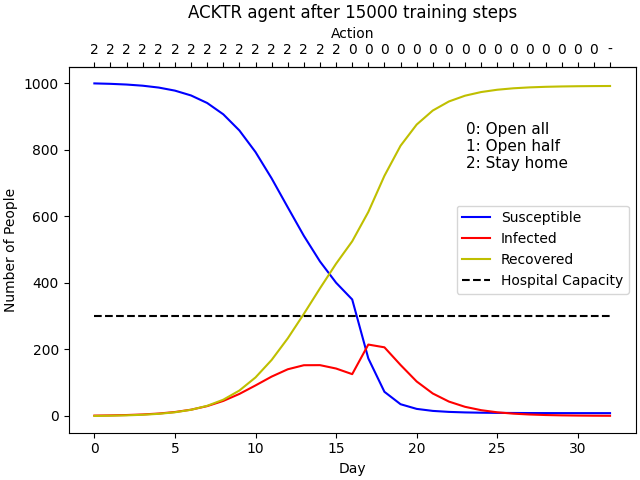 ACKTR agent after 15000 training steps
Action
2 2 2 2 2 2 2 2 2 2 2 2 2 2 2 2 0 0 0 0 0 0 0 0 0 0 0 0 0 0 0 0 -
1000
800
600
400
200
0
Number of People
0: Open all
1: Open half
2: Stay home
Susceptible
Infected
Recovered
Hospital Capacity
0 5 10 15 20 25 30
Day